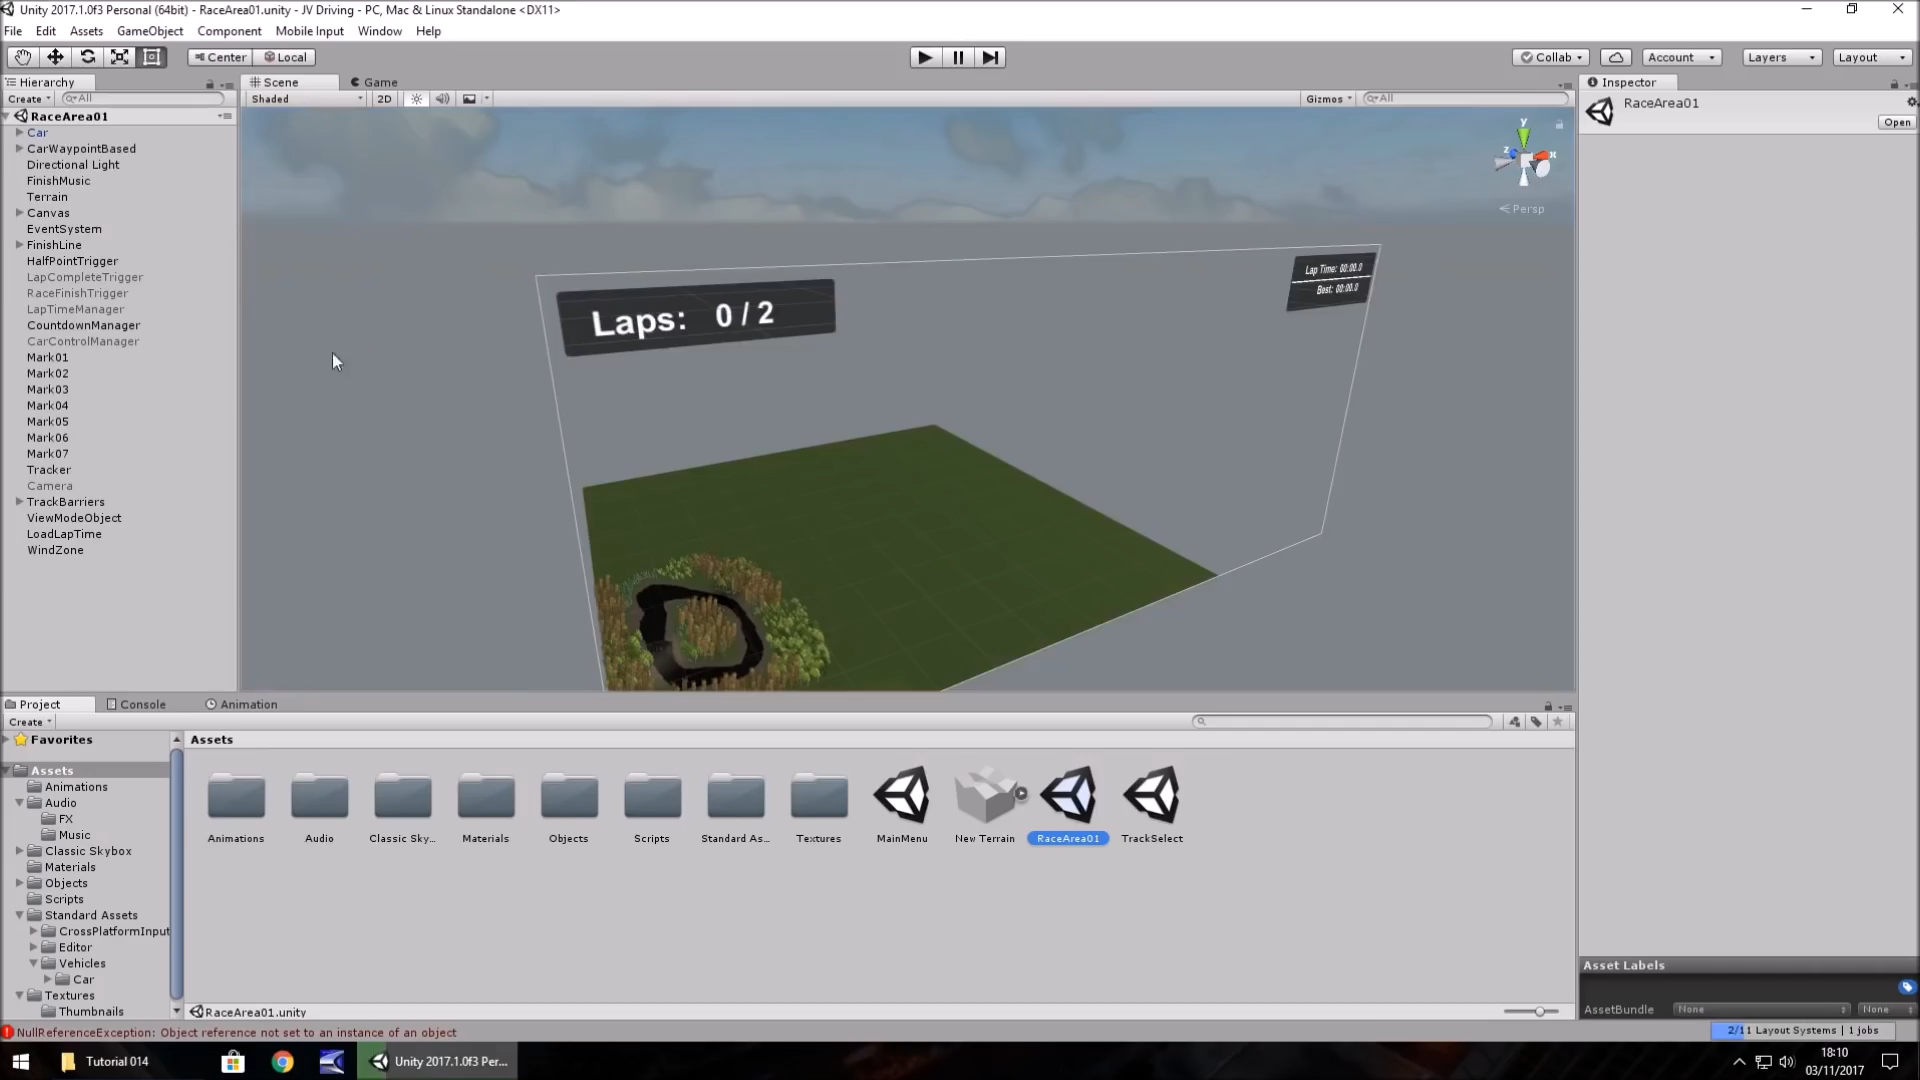 Unity 2017.1.0f3 Personal (64bit) - RaceArea01.unity - JV Driving - PC, Mac & Linux Standalone <DX11>
File Edit Assets GameObject Component Mobile Input Window Help
Center Local Collab Account Layers Layout
Hierarchy
Create All
RaceArea01
Car
CarWaypointBased
Directional Light
FinishMusic
Terrain
Canvas
EventSystem
FinishLine
HalfPointTrigger
LapCompleteTrigger
RaceFinishTrigger
LapTimeManager
CountdownManager
CarControlManager
Mark01
Mark02
Mark03
Mark04
Mark05
Mark06
Mark07
Tracker
Camera
TrackBarriers
ViewModeObject
LoadLapTime
WindZone
Scene Game
Shaded 2D Gizmos All
y
z x
Persp
Laps: 0 / 2
Lap Time: 00:00.0
Best: 00:00.0
Inspector
RaceArea01
Open
Project Console Animation
Create
Favorites
Assets
Animations
Audio
FX
Music
Classic Skybox
Materials
Objects
Scripts
Standard Assets
CrossPlatformInput
Editor
Vehicles
Car
Textures
Thumbnails
Assets
Animations Audio Classic Sky... Materials Objects Scripts Standard As... Textures MainMenu New Terrain RaceArea01 TrackSelect
RaceArea01.unity
Asset Labels
AssetBundle None None
NullReferenceException: Object reference not set to an instance of an object
2/11 Layout Systems | 1 jobs
Tutorial 014
Unity 2017.1.0f3 Per...
18:10
03/11/2017